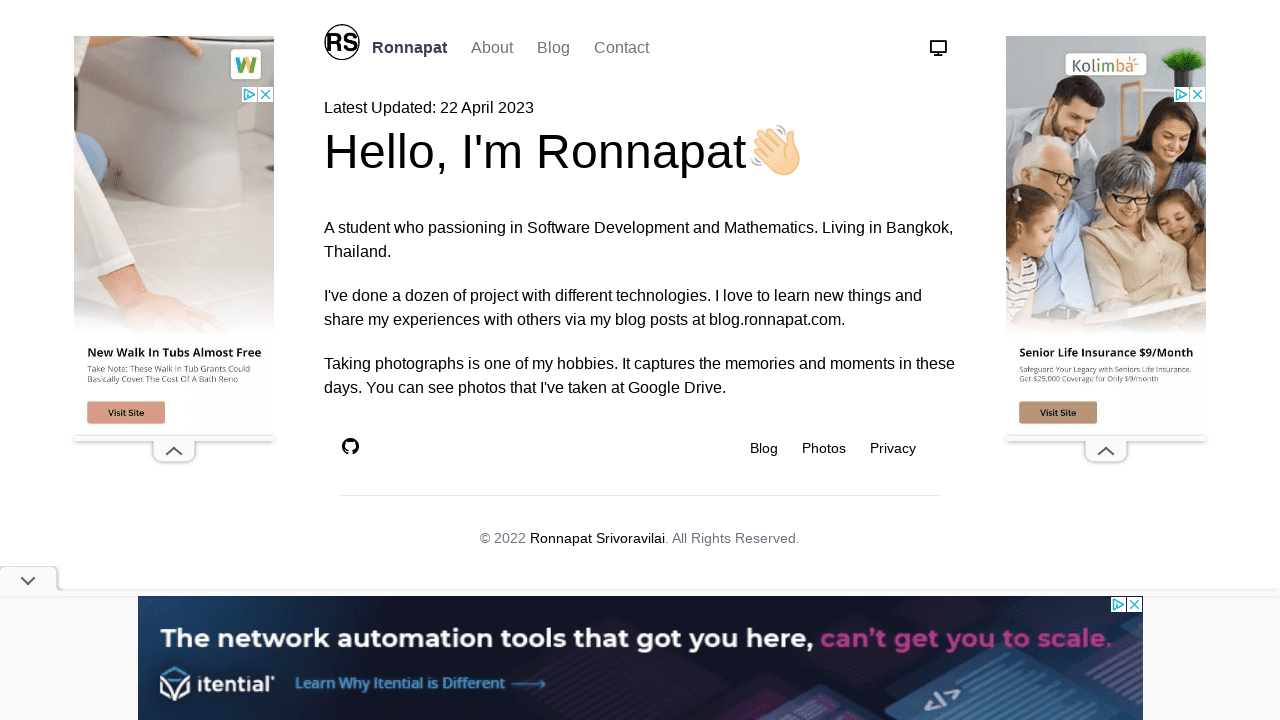 RS
Ronnapat About Blog Contact
Latest Updated: 22 April 2023
Hello, I'm Ronnapat👋🏻
A student who passioning in Software Development and Mathematics. Living in Bangkok,
Thailand.
I've done a dozen of project with different technologies. I love to learn new things and
share my experiences with others via my blog posts at blog.ronnapat.com.
Taking photographs is one of my hobbies. It captures the memories and moments in these
days. You can see photos that I've taken at Google Drive.
Blog Photos Privacy
© 2022 Ronnapat Srivoravilai. All Rights Reserved.
W
New Walk In Tubs Almost Free
Take Note: These Walk In Tub Grants Could
Basically Cover The Cost Of A Bath Reno
Visit Site
Kolimba
Senior Life Insurance $9/Month
Safeguard Your Legacy with Seniors Life Insurance.
Get $25,000 Coverage for Only $9/month
Visit Site
The network automation tools that got you here, can't get you to scale.
itential
Learn Why Itential is Different